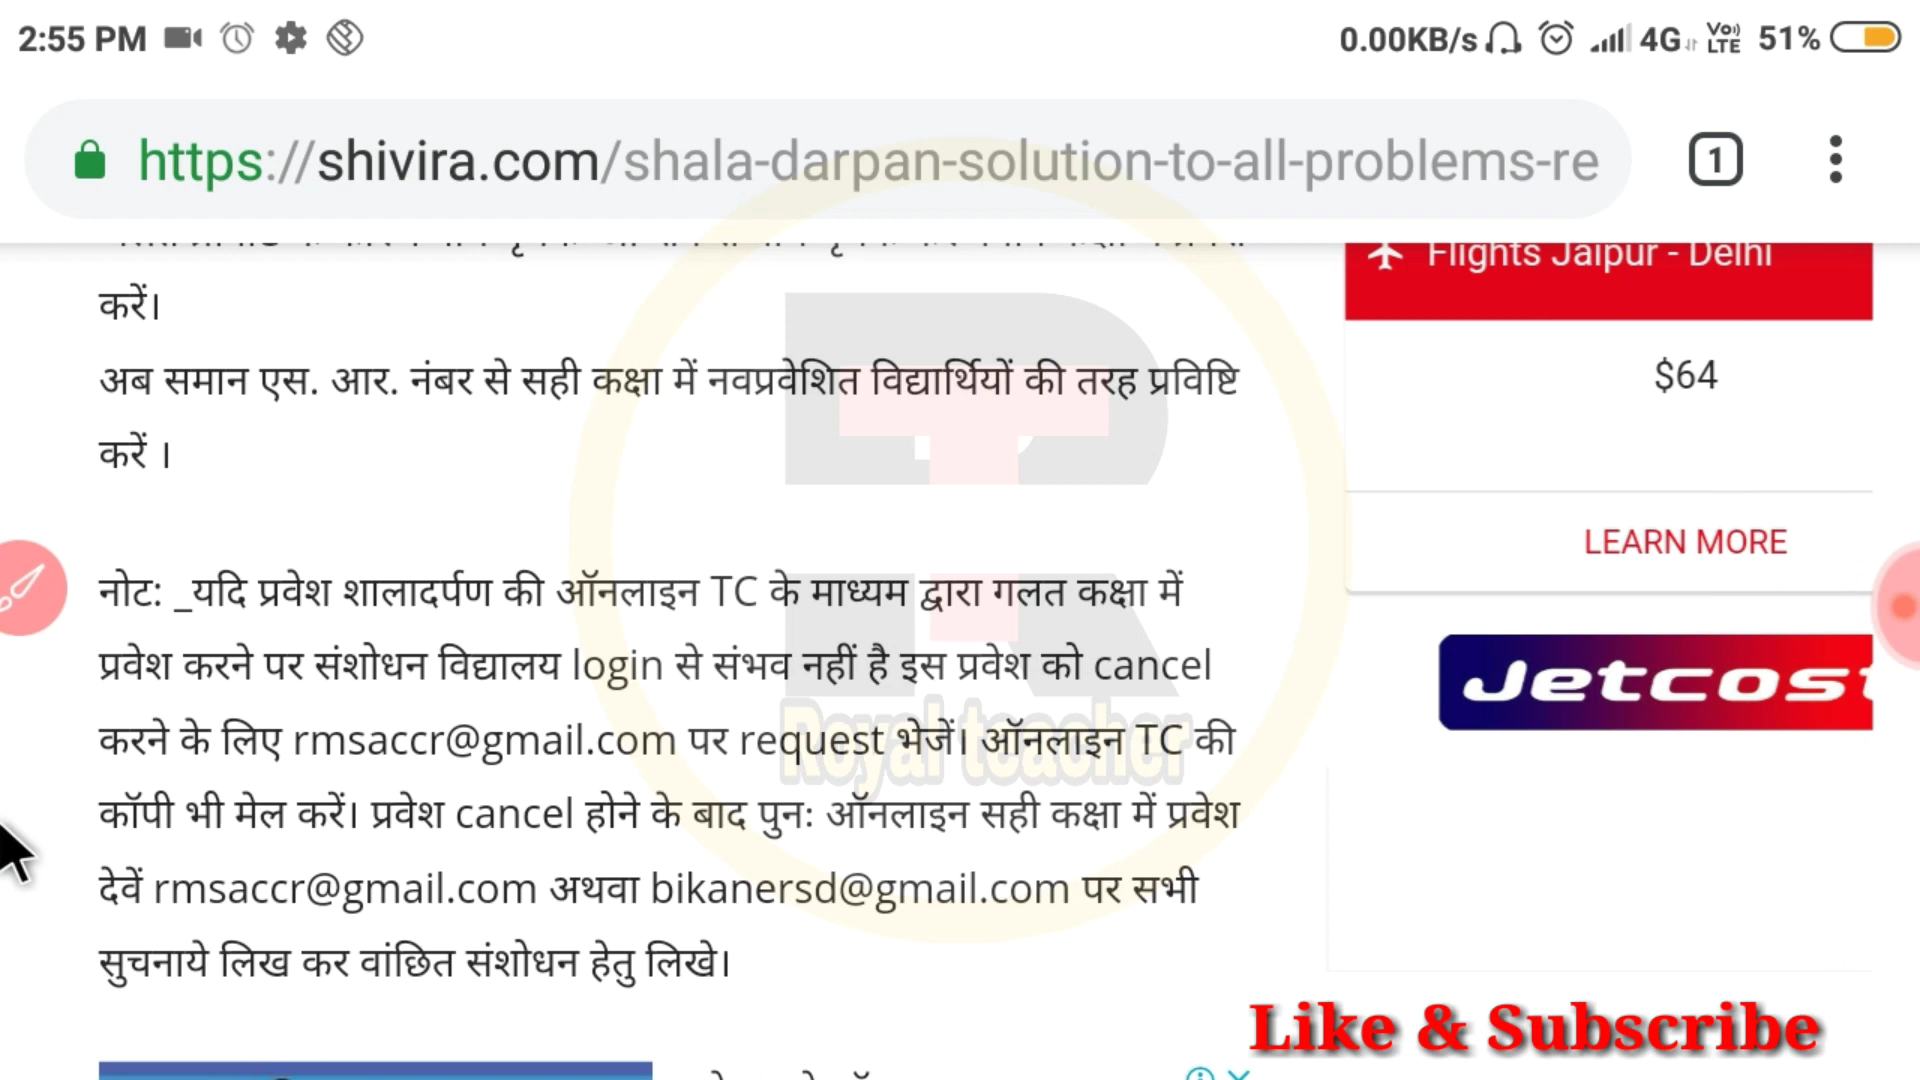 2:55 PM
0.00KB/s 4G Vo)) LTE 51%
https://shivira.com/shala-darpan-solution-to-all-problems-re
1
Flights Jaipur - Delhi
करें।
$64
अब समान एस. आर. नंबर से सही कक्षा में नवप्रवेशित विद्यार्थियों की तरह प्रविष्टि
करें ।
LEARN MORE
नोट: _यदि प्रवेश शालादर्पण की ऑनलाइन TC के माध्यम द्वारा गलत कक्षा में
प्रवेश करने पर संशोधन विद्यालय login से संभव नहीं है इस प्रवेश को cancel
Jetcost
करने के लिए rmsaccr@gmail.com पर request भेजें। ऑनलाइन TC की
Royal teacher
कॉपी भी मेल करें। प्रवेश cancel होने के बाद पुनः ऑनलाइन सही कक्षा में प्रवेश
देवें rmsaccr@gmail.com अथवा bikanersd@gmail.com पर सभी
सुचनाये लिख कर वांछित संशोधन हेतु लिखे।
Like & Subscribe